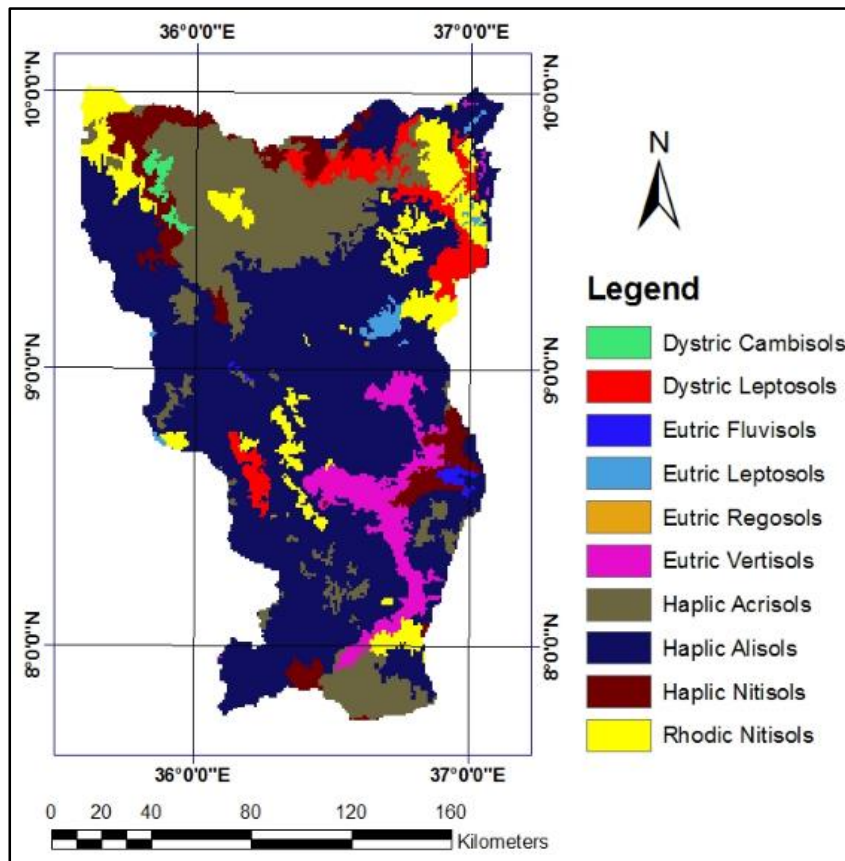 36°0'0"E 37°0'0"E
10°0'0"N 10°0'0"N
N
9°0'0"N 9°0'0"N
8°0'0"N 8°0'0"N
36°0'0"E 37°0'0"E
Legend
Dystric Cambisols
Dystric Leptosols
Eutric Fluvisols
Eutric Leptosols
Eutric Regosols
Eutric Vertisols
Haplic Acrisols
Haplic Alisols
Haplic Nitisols
Rhodic Nitisols
0 20 40 80 120 160
Kilometers